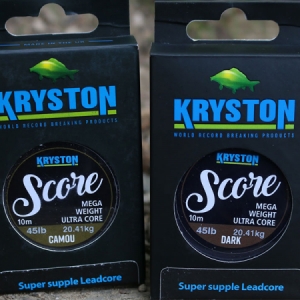 KRYSTON
WORLD RECORD BREAKING PRODUCTS
KRYSTON
Score
10m
MEGA
WEIGHT
ULTRA CORE
45lb 20.41kg
CAMOU
Super supple Leadcore
KRYSTON
WORLD RECORD BREAKING PRODUCTS
KRYSTON
Score
10m
MEGA
WEIGHT
ULTRA CORE
45lb 20.41kg
DARK
Super supple Leadcore